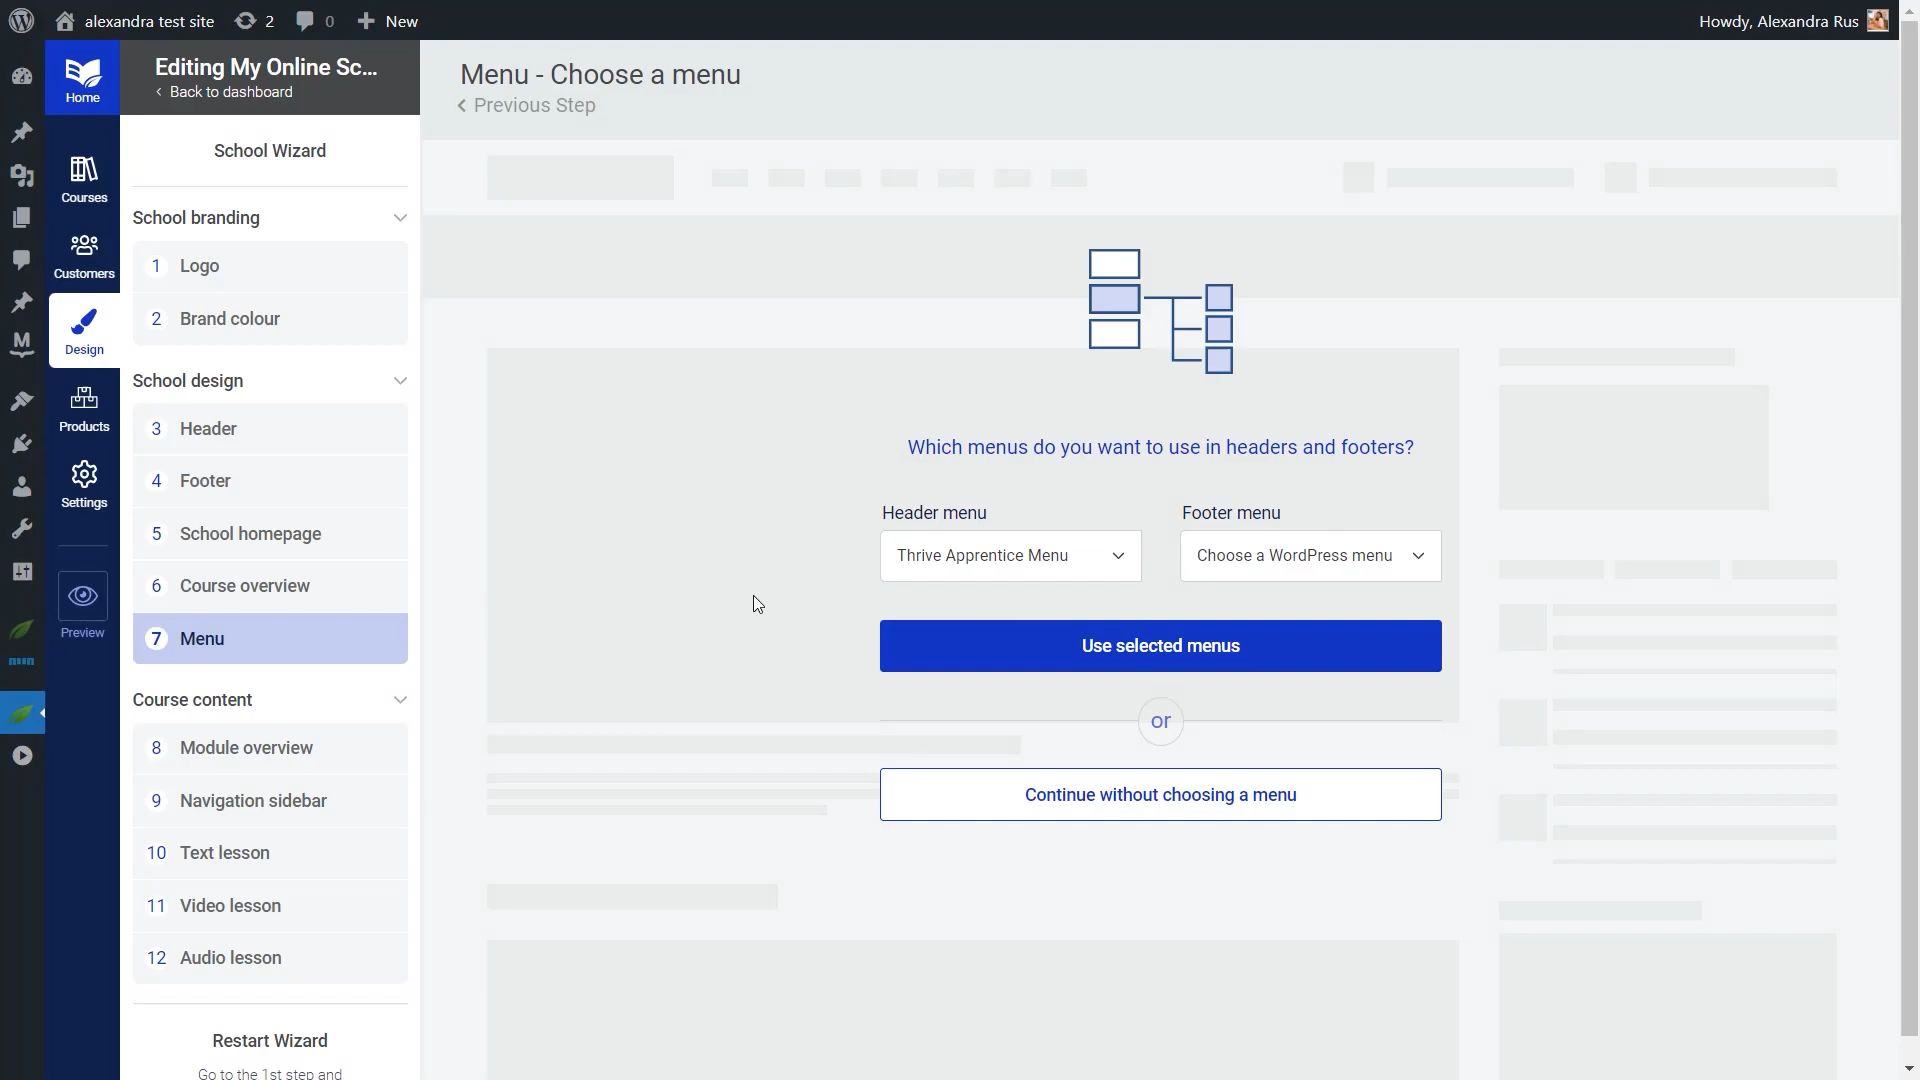 alexandra test site
2
0
New
Howdy, Alexandra Rus
Home
Courses
Customers
Design
Products
Settings
Preview
Editing My Online Sc...
Back to dashboard
School Wizard
School branding
1 Logo
2 Brand colour
School design
3 Header
4 Footer
5 School homepage
6 Course overview
7 Menu
Course content
8 Module overview
9 Navigation sidebar
10 Text lesson
11 Video lesson
12 Audio lesson
Restart Wizard
Go to the 1st step and
Menu - Choose a menu
Previous Step
Which menus do you want to use in headers and footers?
Header menu
Footer menu
Thrive Apprentice Menu
Choose a WordPress menu
Use selected menus
or
Continue without choosing a menu